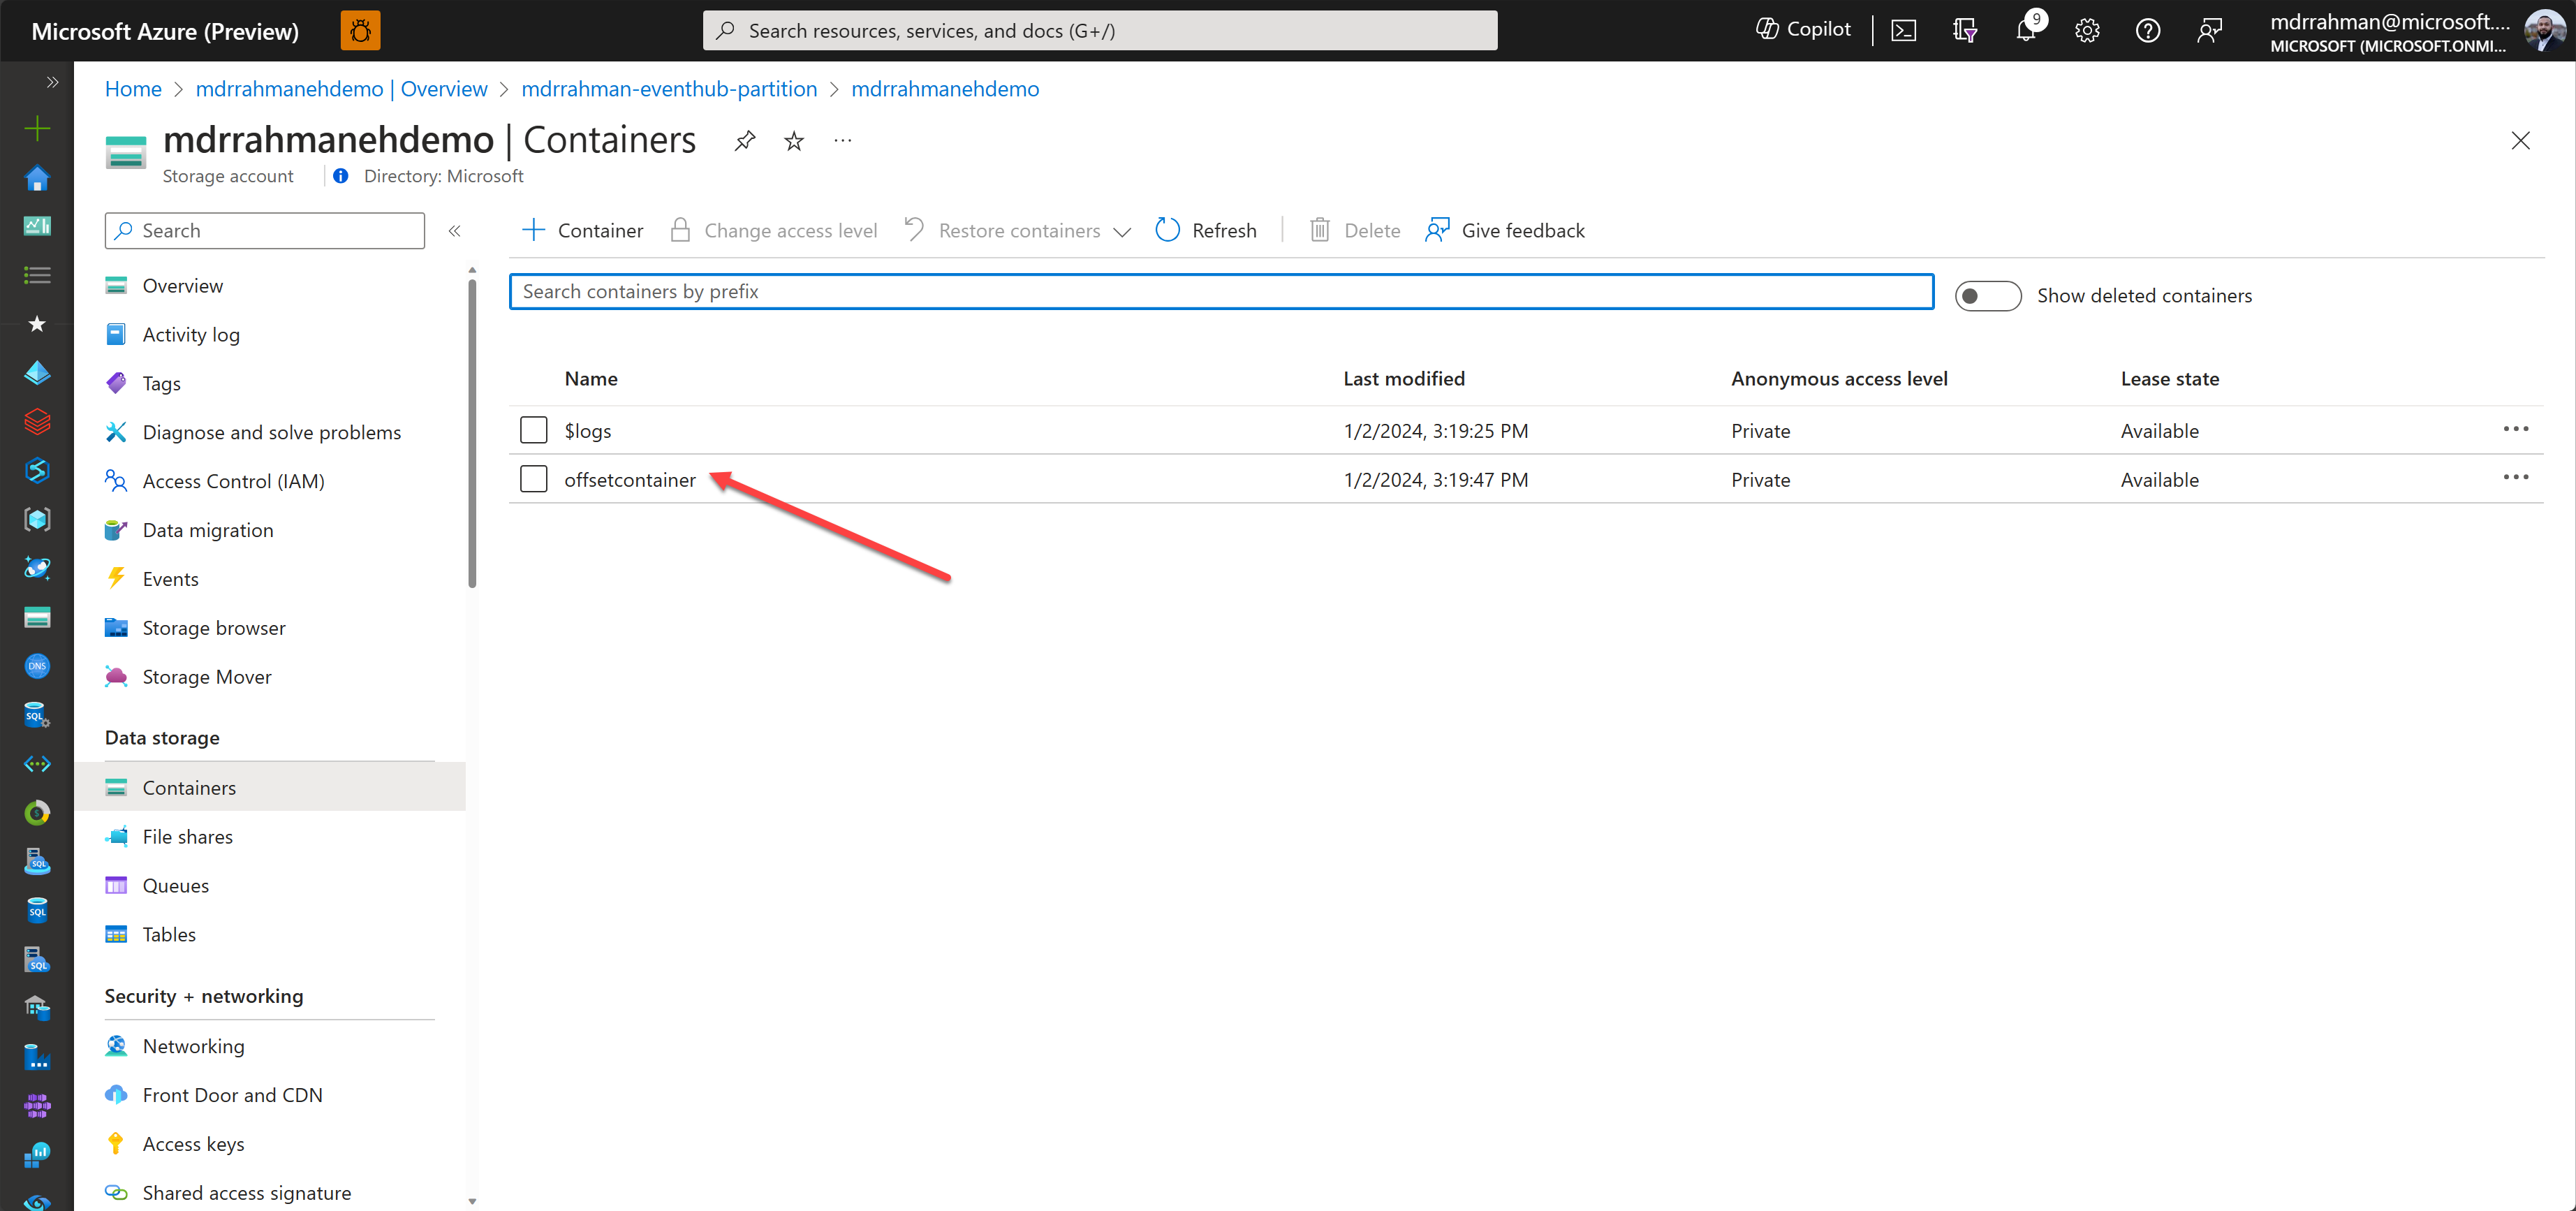 Microsoft Azure (Preview)
Search resources, services, and docs (G+/)
Copilot
9
mdrrahman@microsoft....
MICROSOFT (MICROSOFT.ONMI...
Home > mdrrahmanehdemo | Overview > mdrrahman-eventhub-partition > mdrrahmanehdemo
mdrrahmanehdemo | Containers
Storage account
Directory: Microsoft
Search
Container
Change access level
Restore containers
Refresh
Delete
Give feedback
Overview
Activity log
Tags
Diagnose and solve problems
Access Control (IAM)
Data migration
Events
Storage browser
Storage Mover
Data storage
Containers
File shares
Queues
Tables
Security + networking
Networking
Front Door and CDN
Access keys
Shared access signature
Search containers by prefix
Show deleted containers
Name Last modified Anonymous access level Lease state
$logs 1/2/2024, 3:19:25 PM Private Available
offsetcontainer 1/2/2024, 3:19:47 PM Private Available
DNS
SQL
SQL
SQL
SQL